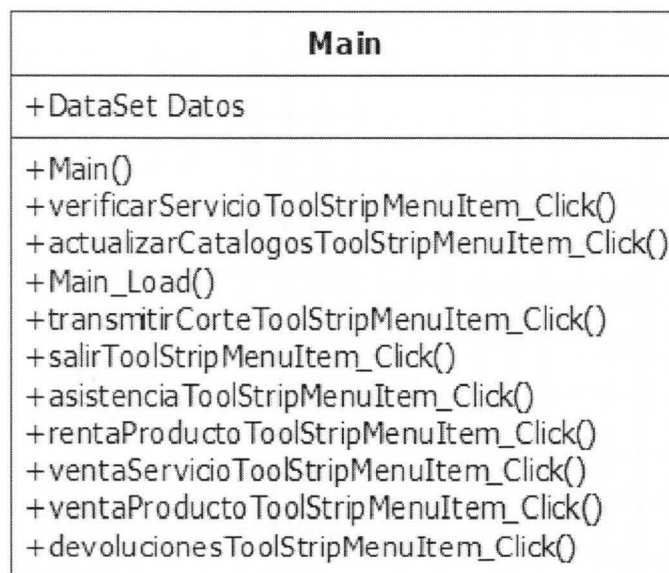 Main
+DataSet Datos
+Main()
+verificarServicioToolStripMenuItem_Click()
+actualizarCatalogosToolStripMenuItem_Click()
+Main_Load()
+transmitirCorteToolStripMenuItem_Click()
+salirToolStripMenuItem_Click()
+asistenciaToolStripMenuItem_Click()
+rentaProductoToolStripMenuItem_Click()
+ventaServicioToolStripMenuItem_Click()
+ventaProductoToolStripMenuItem_Click()
+devolucionesToolStripMenuItem_Click()